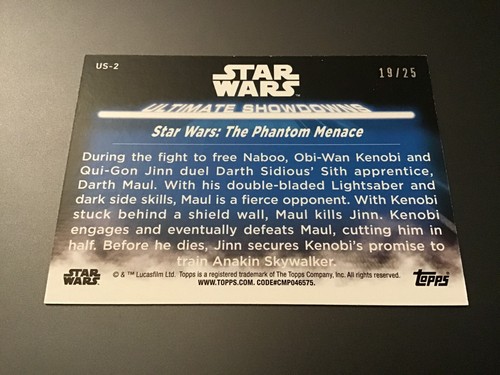 US-2
19/25
STAR
WARS™
ULTIMATE SHOWDOWNS
Star Wars: The Phantom Menace
During the fight to free Naboo, Obi-Wan Kenobi and
Qui-Gon Jinn duel Darth Sidious' Sith apprentice,
Darth Maul. With his double-bladed Lightsaber and
dark side skills, Maul is a fierce opponent. With Kenobi
stuck behind a shield wall, Maul kills Jinn. Kenobi
engages and eventually defeats Maul, cutting him in
half. Before he dies, Jinn secures Kenobi's promise to
train Anakin Skywalker.
STAR
WARS
© & ™ Lucasfilm Ltd. Topps is a registered trademark of The Topps Company, Inc. All rights reserved.
WWW.TOPPS.COM. CODE#CMP046575.
topps